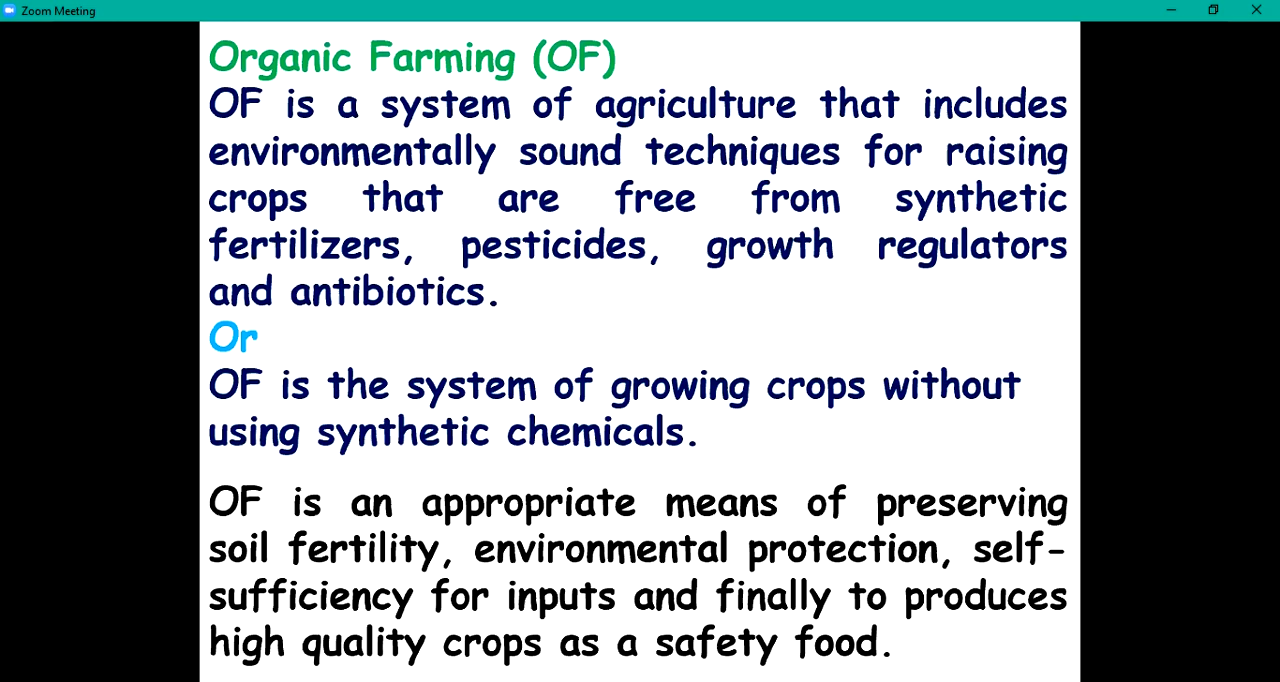 Zoom Meeting
Organic Farming (OF)
OF is a system of agriculture that includes
environmentally sound techniques for raising
crops that are free from synthetic
fertilizers, pesticides, growth regulators
and antibiotics.
Or
OF is the system of growing crops without
using synthetic chemicals.
OF is an appropriate means of preserving
soil fertility, environmental protection, self-
sufficiency for inputs and finally to produces
high quality crops as a safety food.